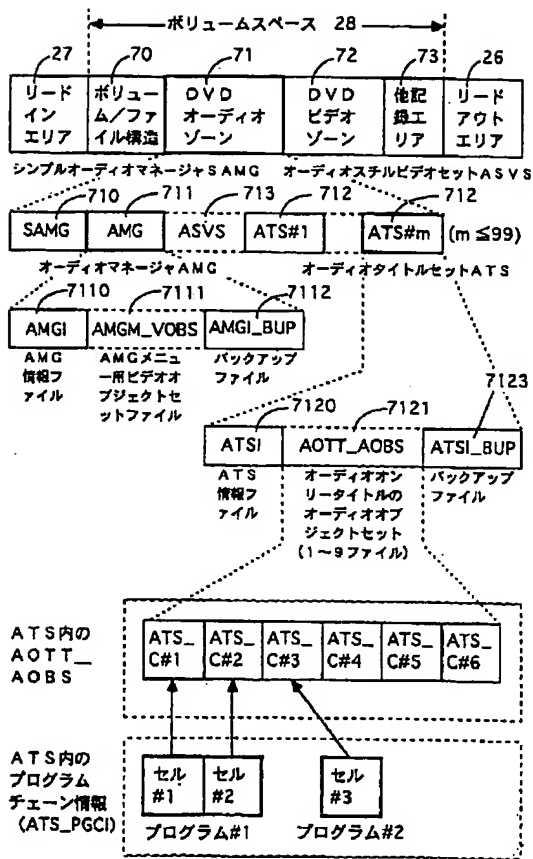 ボリュームスペース 28
27 70 71 72 73 26
リード
イン
エリア
ボリュー
ム/ファ
イル構造
DVD
オーディオ
ゾーン
DVD
ビデオ
ゾーン
他記
録エ
リア
リード
アウト
エリア
シンプルオーディオマネージャSAMG
オーディオスチルビデオセットASVS
710 711 713 712 712
SAMG AMG ASVS ATS#1 ATS#m (m≦99)
オーディオマネージャAMG
オーディオタイトルセットATS
7110 7111 7112
AMGI AMGM_VOBS AMGI_BUP
AMG
情報フ
ァイル
AMGメニュ
ー用ビデオオ
ブジェクトセ
ットファイル
バックアップ
ファイル
7120 7121 7123
ATSI AOTT_AOBS ATSI_BUP
ATS
情報フ
ァイル
オーディオオン
リータイトルの
オーディオオブ
ジェクトセット
(1〜9ファイル)
バックアップ
ファイル
ATS内の
AOTT_
AOBS
ATS_
C#1
ATS_
C#2
ATS_
C#3
ATS_
C#4
ATS_
C#5
ATS_
C#6
ATS内の
プログラム
チェーン情報
(ATS_PGCI)
セル
#1
セル
#2
セル
#3
プログラム#1
プログラム#2